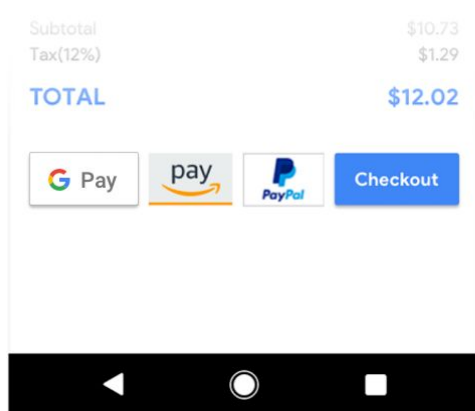 Subtotal $10.73
Tax(12%) $1.29
TOTAL $12.02
G Pay pay PayPal Checkout